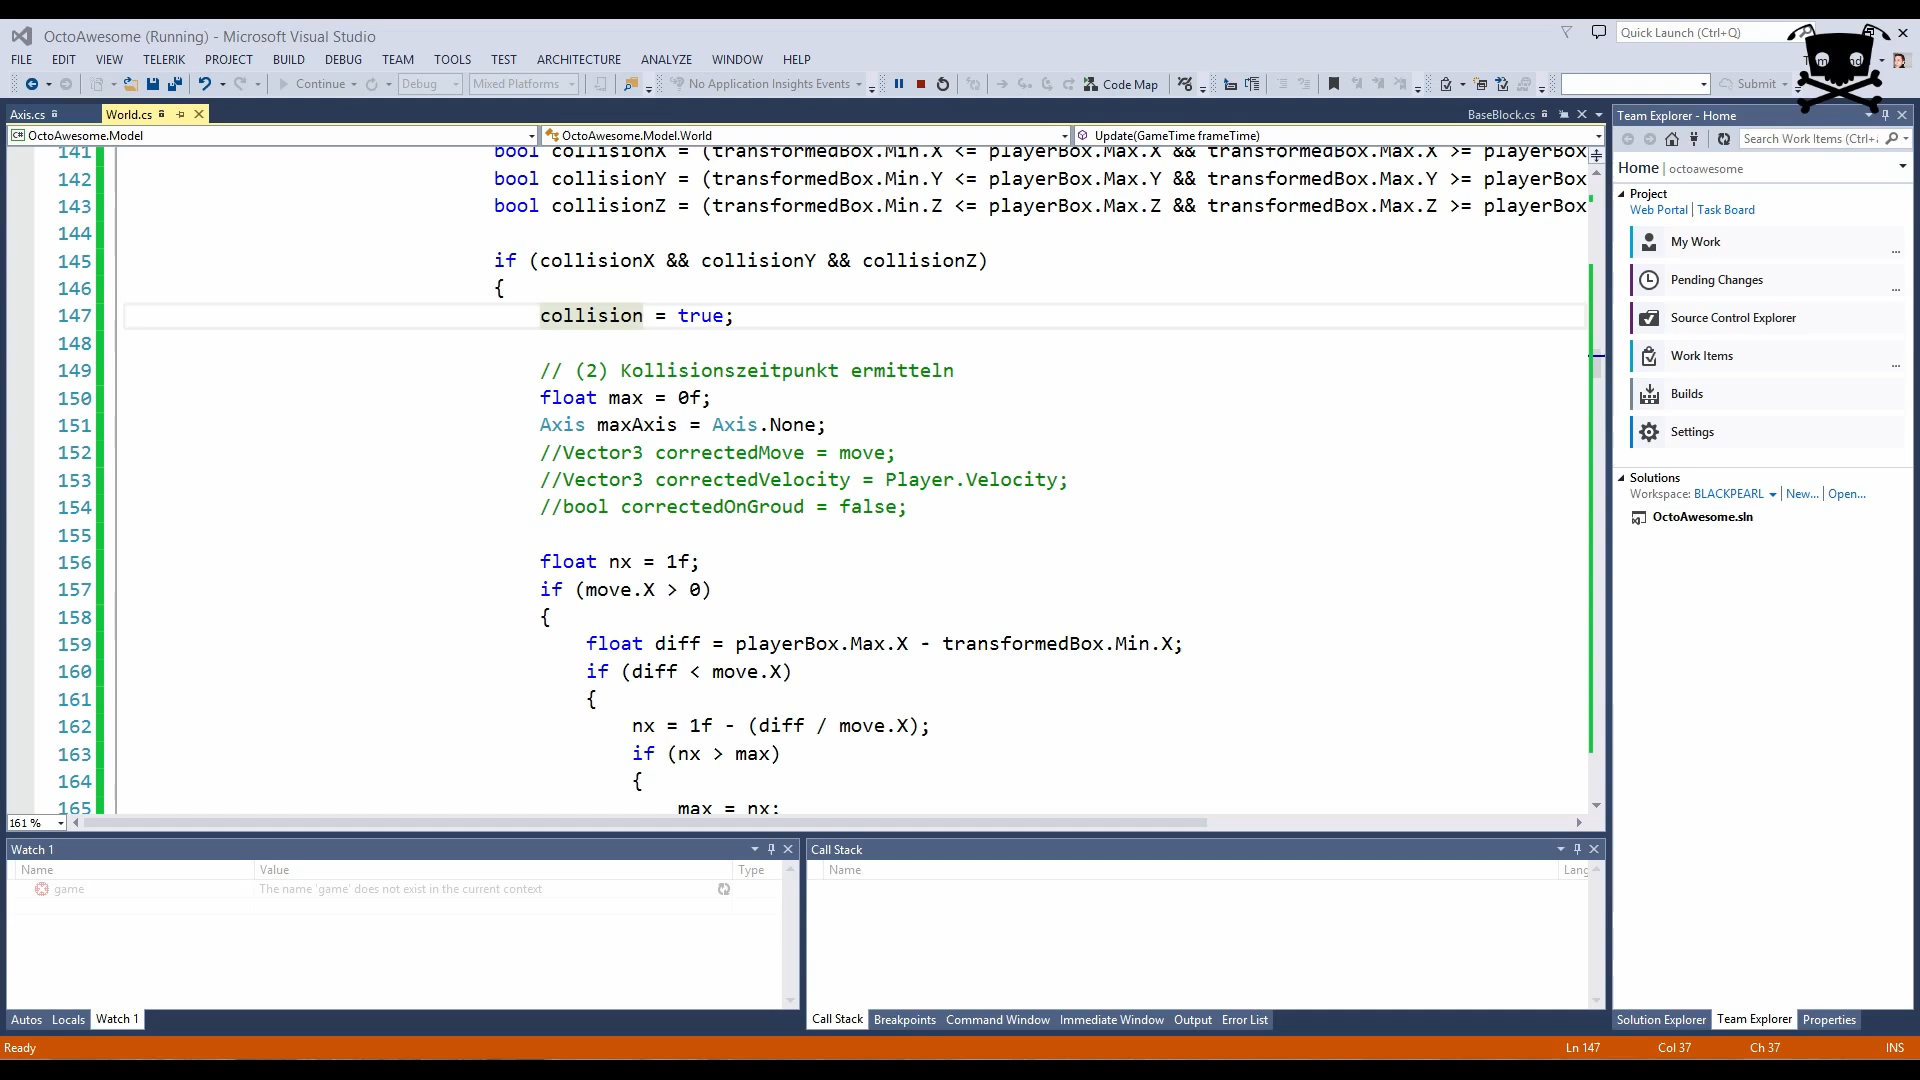 OctoAwesome (Running) - Microsoft Visual Studio
Quick Launch (Ctrl+Q)
FILE EDIT VIEW TELERIK PROJECT BUILD DEBUG TEAM TOOLS TEST ARCHITECTURE ANALYZE WINDOW HELP
Continue Debug Mixed Platforms No Application Insights Events Code Map Submit
Axis.cs World.cs BaseBlock.cs
OctoAwesome.Model OctoAwesome.Model.World Update(GameTime frameTime)
141 bool collisionX = (transformedBox.Min.X <= playerBox.Max.X && transformedBox.Max.X >= playerBox
142 bool collisionY = (transformedBox.Min.Y <= playerBox.Max.Y && transformedBox.Max.Y >= playerBox
143 bool collisionZ = (transformedBox.Min.Z <= playerBox.Max.Z && transformedBox.Max.Z >= playerBox
144
145 if (collisionX && collisionY && collisionZ)
146 {
147 collision = true;
148
149 // (2) Kollisionszeitpunkt ermitteln
150 float max = 0f;
151 Axis maxAxis = Axis.None;
152 //Vector3 correctedMove = move;
153 //Vector3 correctedVelocity = Player.Velocity;
154 //bool correctedOnGroud = false;
155
156 float nx = 1f;
157 if (move.X > 0)
158 {
159 float diff = playerBox.Max.X - transformedBox.Min.X;
160 if (diff < move.X)
161 {
162 nx = 1f - (diff / move.X);
163 if (nx > max)
164 {
165 max = nx;
161 %
Team Explorer - Home
Search Work Items (Ctrl+
Home | octoawesome
Project
Web Portal | Task Board
My Work
...
Pending Changes
...
Source Control Explorer
Work Items
...
Builds
Settings
Solutions
Workspace: BLACKPEARL | New... | Open...
OctoAwesome.sln
Watch 1
Name Value Type
game The name 'game' does not exist in the current context
Autos Locals Watch 1
Call Stack
Name Lang
Call Stack Breakpoints Command Window Immediate Window Output Error List
Solution Explorer Team Explorer Properties
Ready Ln 147 Col 37 Ch 37 INS